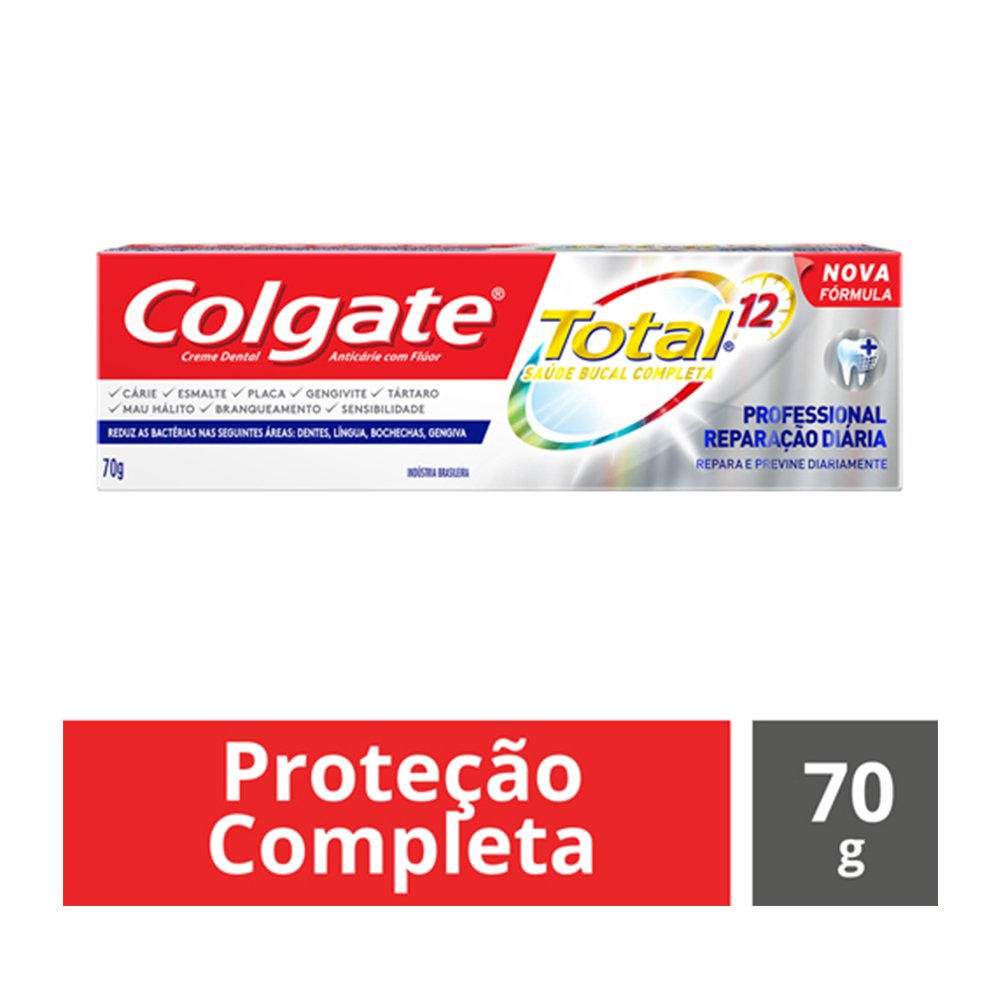 Colgate®
Creme Dental Anticárie com Flúor
✓ CÁRIE ✓ ESMALTE ✓ PLACA ✓ GENGIVITE ✓ TÁRTARO
✓ MAU HÁLITO ✓ BRANQUEAMENTO ✓ SENSIBILIDADE
REDUZ AS BACTÉRIAS NAS SEGUINTES ÁREAS: DENTES, LÍNGUA, BOCHECHAS, GENGIVA
70g
INDÚSTRIA BRASILEIRA
Total® 12
SAÚDE BUCAL COMPLETA
NOVA
FÓRMULA
PROFESSIONAL
REPARAÇÃO DIÁRIA
REPARA E PREVINE DIARIAMENTE
Proteção
Completa
70
g